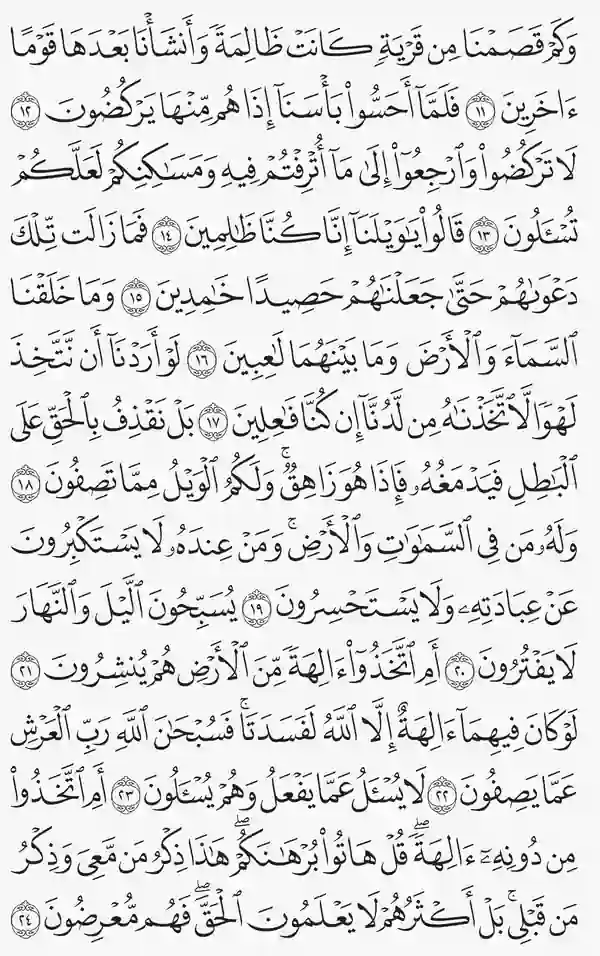 وَكَمْ قَصَمْنَا مِن قَرْيَةٍ كَانَتْ ظَالِمَةً وَأَنشَأْنَا بَعْدَهَا قَوْمًا
ءَاخَرِينَ ١١ فَلَمَّآ أَحَسُّوا۟ بَأْسَنَآ إِذَا هُم مِّنْهَا يَرْكُضُونَ ١٢
لَا تَرْكُضُوا۟ وَٱرْجِعُوٓا۟ إِلَىٰ مَآ أُتْرِفْتُمْ فِيهِ وَمَسَٰكِنِكُمْ لَعَلَّكُمْ
تُسْـَٔلُونَ ١٣ قَالُوا۟ يَٰوَيْلَنَآ إِنَّا كُنَّا ظَٰلِمِينَ ١٤ فَمَا زَالَت تِّلْكَ
دَعْوَىٰهُمْ حَتَّىٰ جَعَلْنَٰهُمْ حَصِيدًا خَٰمِدِينَ ١٥ وَمَا خَلَقْنَا
ٱلسَّمَآءَ وَٱلْأَرْضَ وَمَا بَيْنَهُمَا لَٰعِبِينَ ١٦ لَوْ أَرَدْنَآ أَن نَّتَّخِذَ
لَهْوًا لَّٱتَّخَذْنَٰهُ مِن لَّدُنَّآ إِن كُنَّا فَٰعِلِينَ ١٧ بَلْ نَقْذِفُ بِٱلْحَقِّ عَلَى
ٱلْبَٰطِلِ فَيَدْمَغُهُۥ فَإِذَا هُوَ زَاهِقٌ ۚ وَلَكُمُ ٱلْوَيْلُ مِمَّا تَصِفُونَ ١٨
وَلَهُۥ مَن فِى ٱلسَّمَٰوَٰتِ وَٱلْأَرْضِ ۚ وَمَنْ عِندَهُۥ لَا يَسْتَكْبِرُونَ
عَنْ عِبَادَتِهِۦ وَلَا يَسْتَحْسِرُونَ ١٩ يُسَبِّحُونَ ٱلَّيْلَ وَٱلنَّهَارَ
لَا يَفْتُرُونَ ٢٠ أَمِ ٱتَّخَذُوٓا۟ ءَالِهَةً مِّنَ ٱلْأَرْضِ هُمْ يُنشِرُونَ ٢١
لَوْ كَانَ فِيهِمَآ ءَالِهَةٌ إِلَّا ٱللَّهُ لَفَسَدَتَا ۚ فَسُبْحَٰنَ ٱللَّهِ رَبِّ ٱلْعَرْشِ
عَمَّا يَصِفُونَ ٢٢ لَا يُسْـَٔلُ عَمَّا يَفْعَلُ وَهُمْ يُسْـَٔلُونَ ٢٣ أَمِ ٱتَّخَذُوا۟
مِن دُونِهِۦٓ ءَالِهَةً ۖ قُلْ هَاتُوا۟ بُرْهَٰنَكُمْ ۖ هَٰذَا ذِكْرُ مَن مَّعِىَ وَذِكْرُ
مَن قَبْلِى ۚ بَلْ أَكْثَرُهُمْ لَا يَعْلَمُونَ ٱلْحَقَّ ۖ فَهُم مُّعْرِضُونَ ٢٤